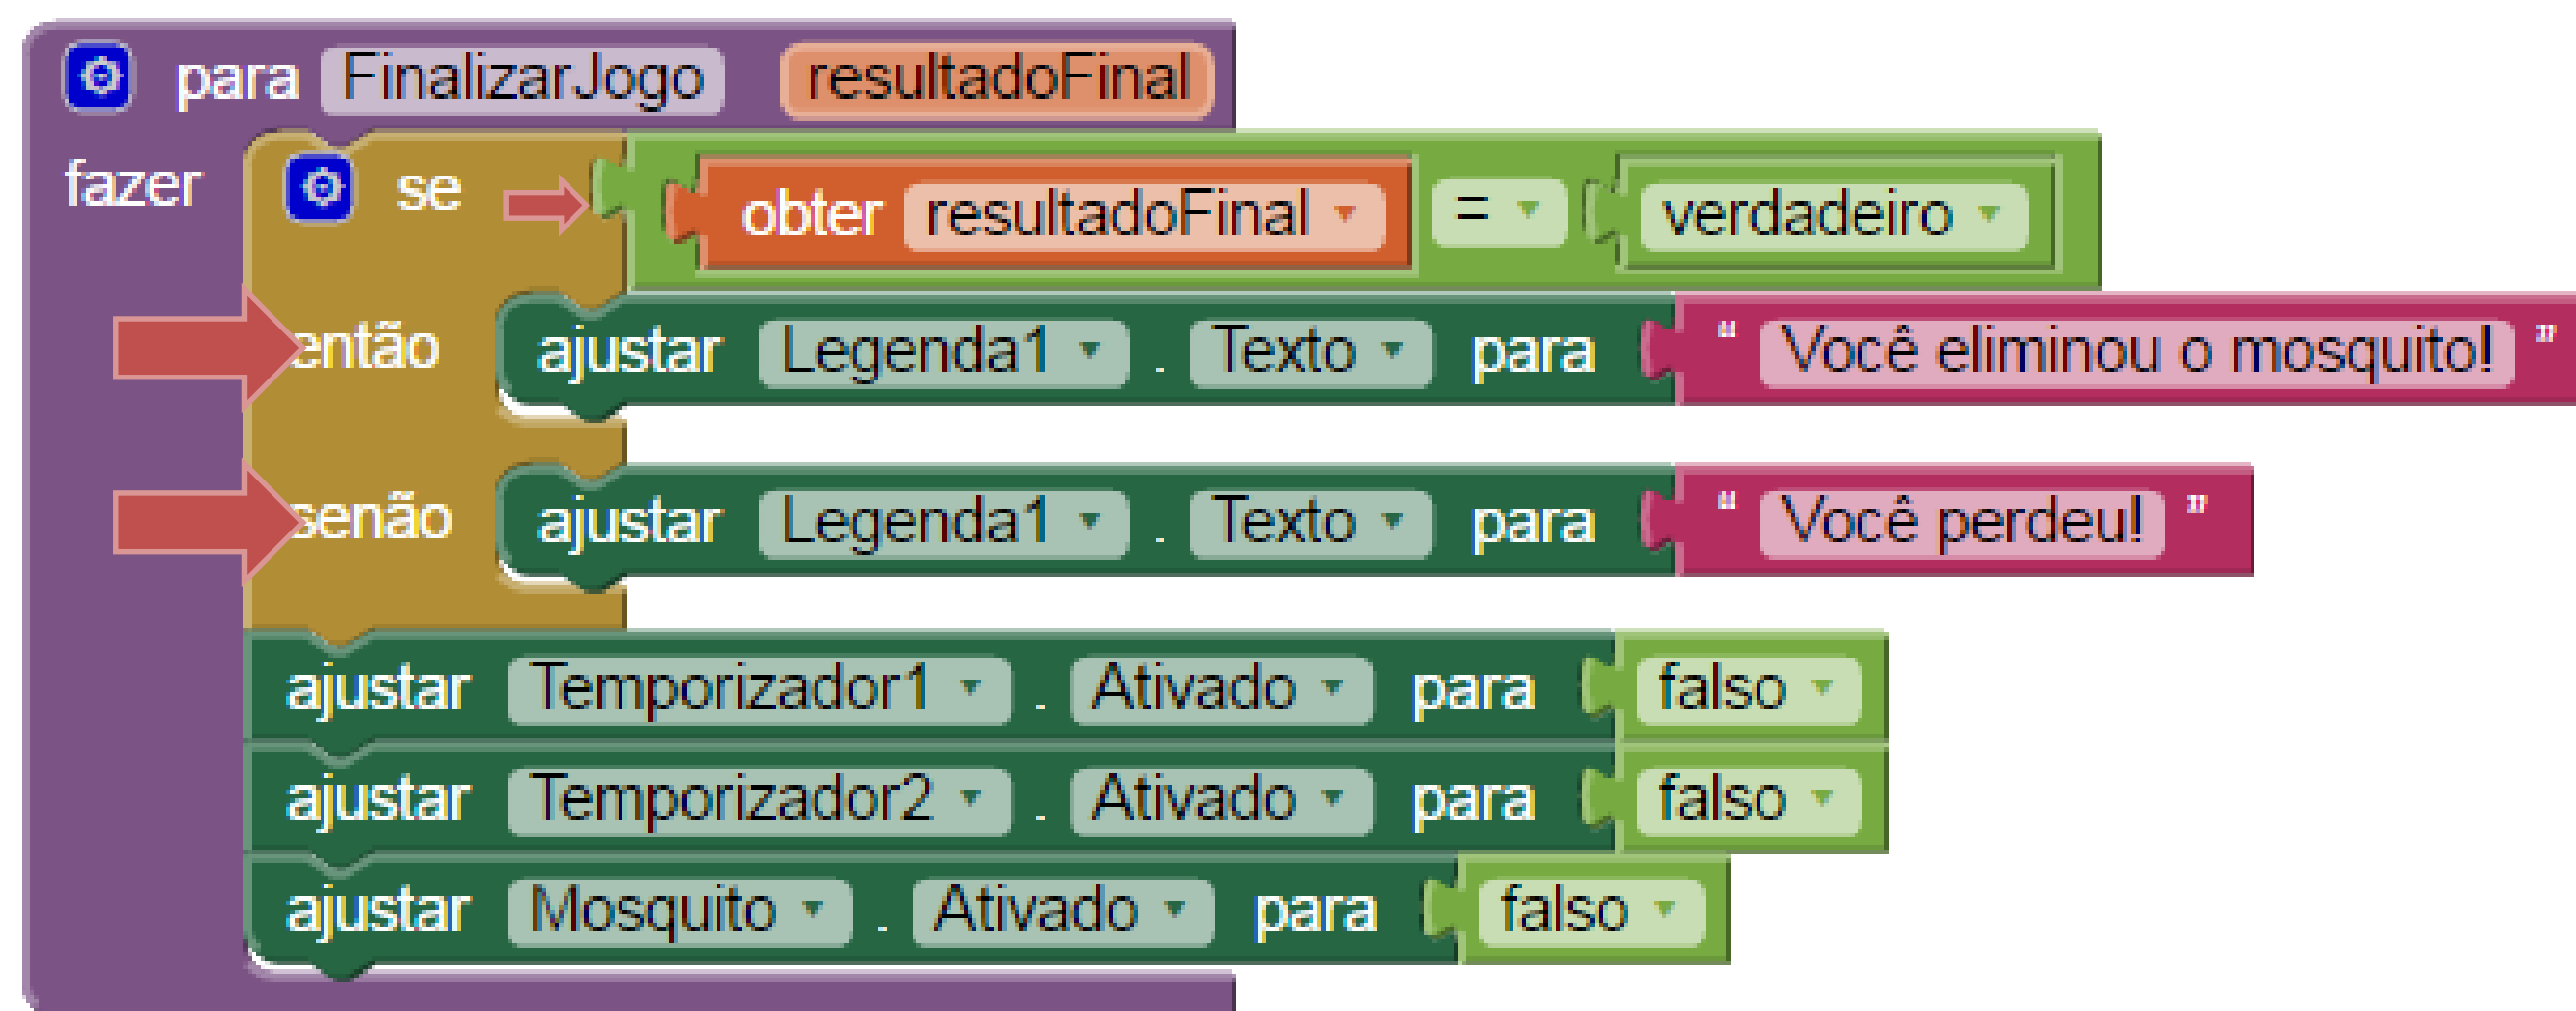 para FinalizarJogo resultadoFinal
fazer se obter resultadoFinal = verdadeiro
então ajustar Legenda1 . Texto para “ Você eliminou o mosquito! ”
senão ajustar Legenda1 . Texto para “ Você perdeu! ”
ajustar Temporizador1 . Ativado para falso
ajustar Temporizador2 . Ativado para falso
ajustar Mosquito . Ativado para falso